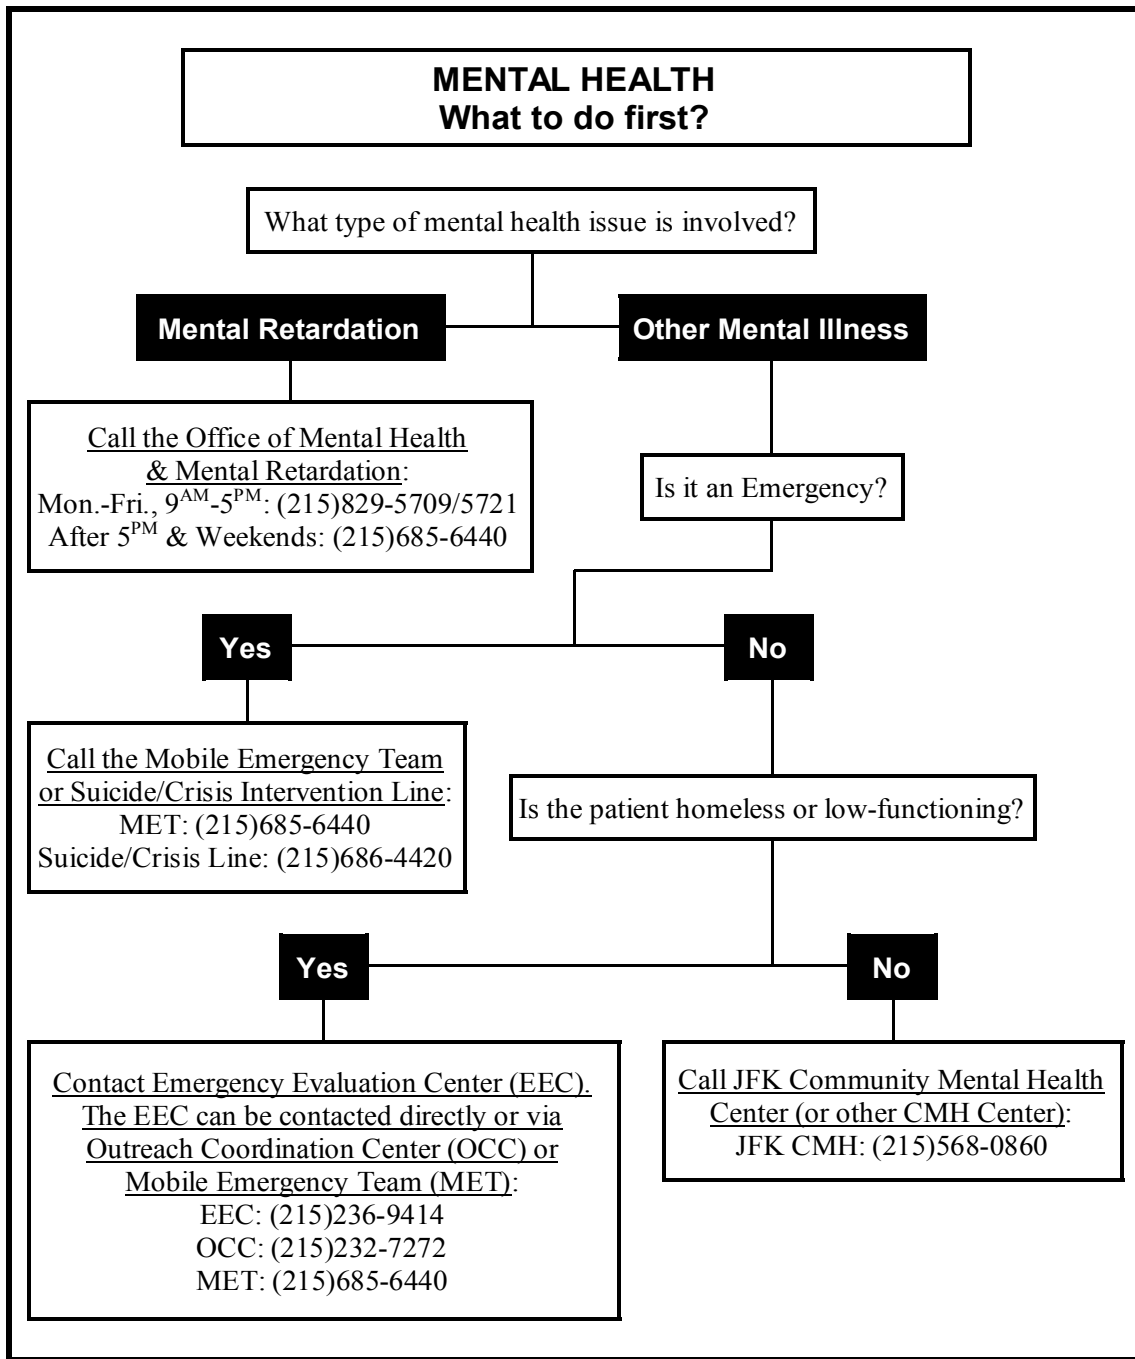 MENTAL HEALTH
What to do first?
What type of mental health issue is involved?
Mental Retardation
Other Mental Illness
Call the Office of Mental Health
& Mental Retardation:
Mon.-Fri., 9AM-5PM: (215)829-5709/5721
After 5PM & Weekends: (215)685-6440
Is it an Emergency?
Yes
No
Call the Mobile Emergency Team
or Suicide/Crisis Intervention Line:
MET: (215)685-6440
Suicide/Crisis Line: (215)686-4420
Is the patient homeless or low-functioning?
Yes
No
Contact Emergency Evaluation Center (EEC).
The EEC can be contacted directly or via
Outreach Coordination Center (OCC) or
Mobile Emergency Team (MET):
EEC: (215)236-9414
OCC: (215)232-7272
MET: (215)685-6440
Call JFK Community Mental Health
Center (or other CMH Center):
JFK CMH: (215)568-0860